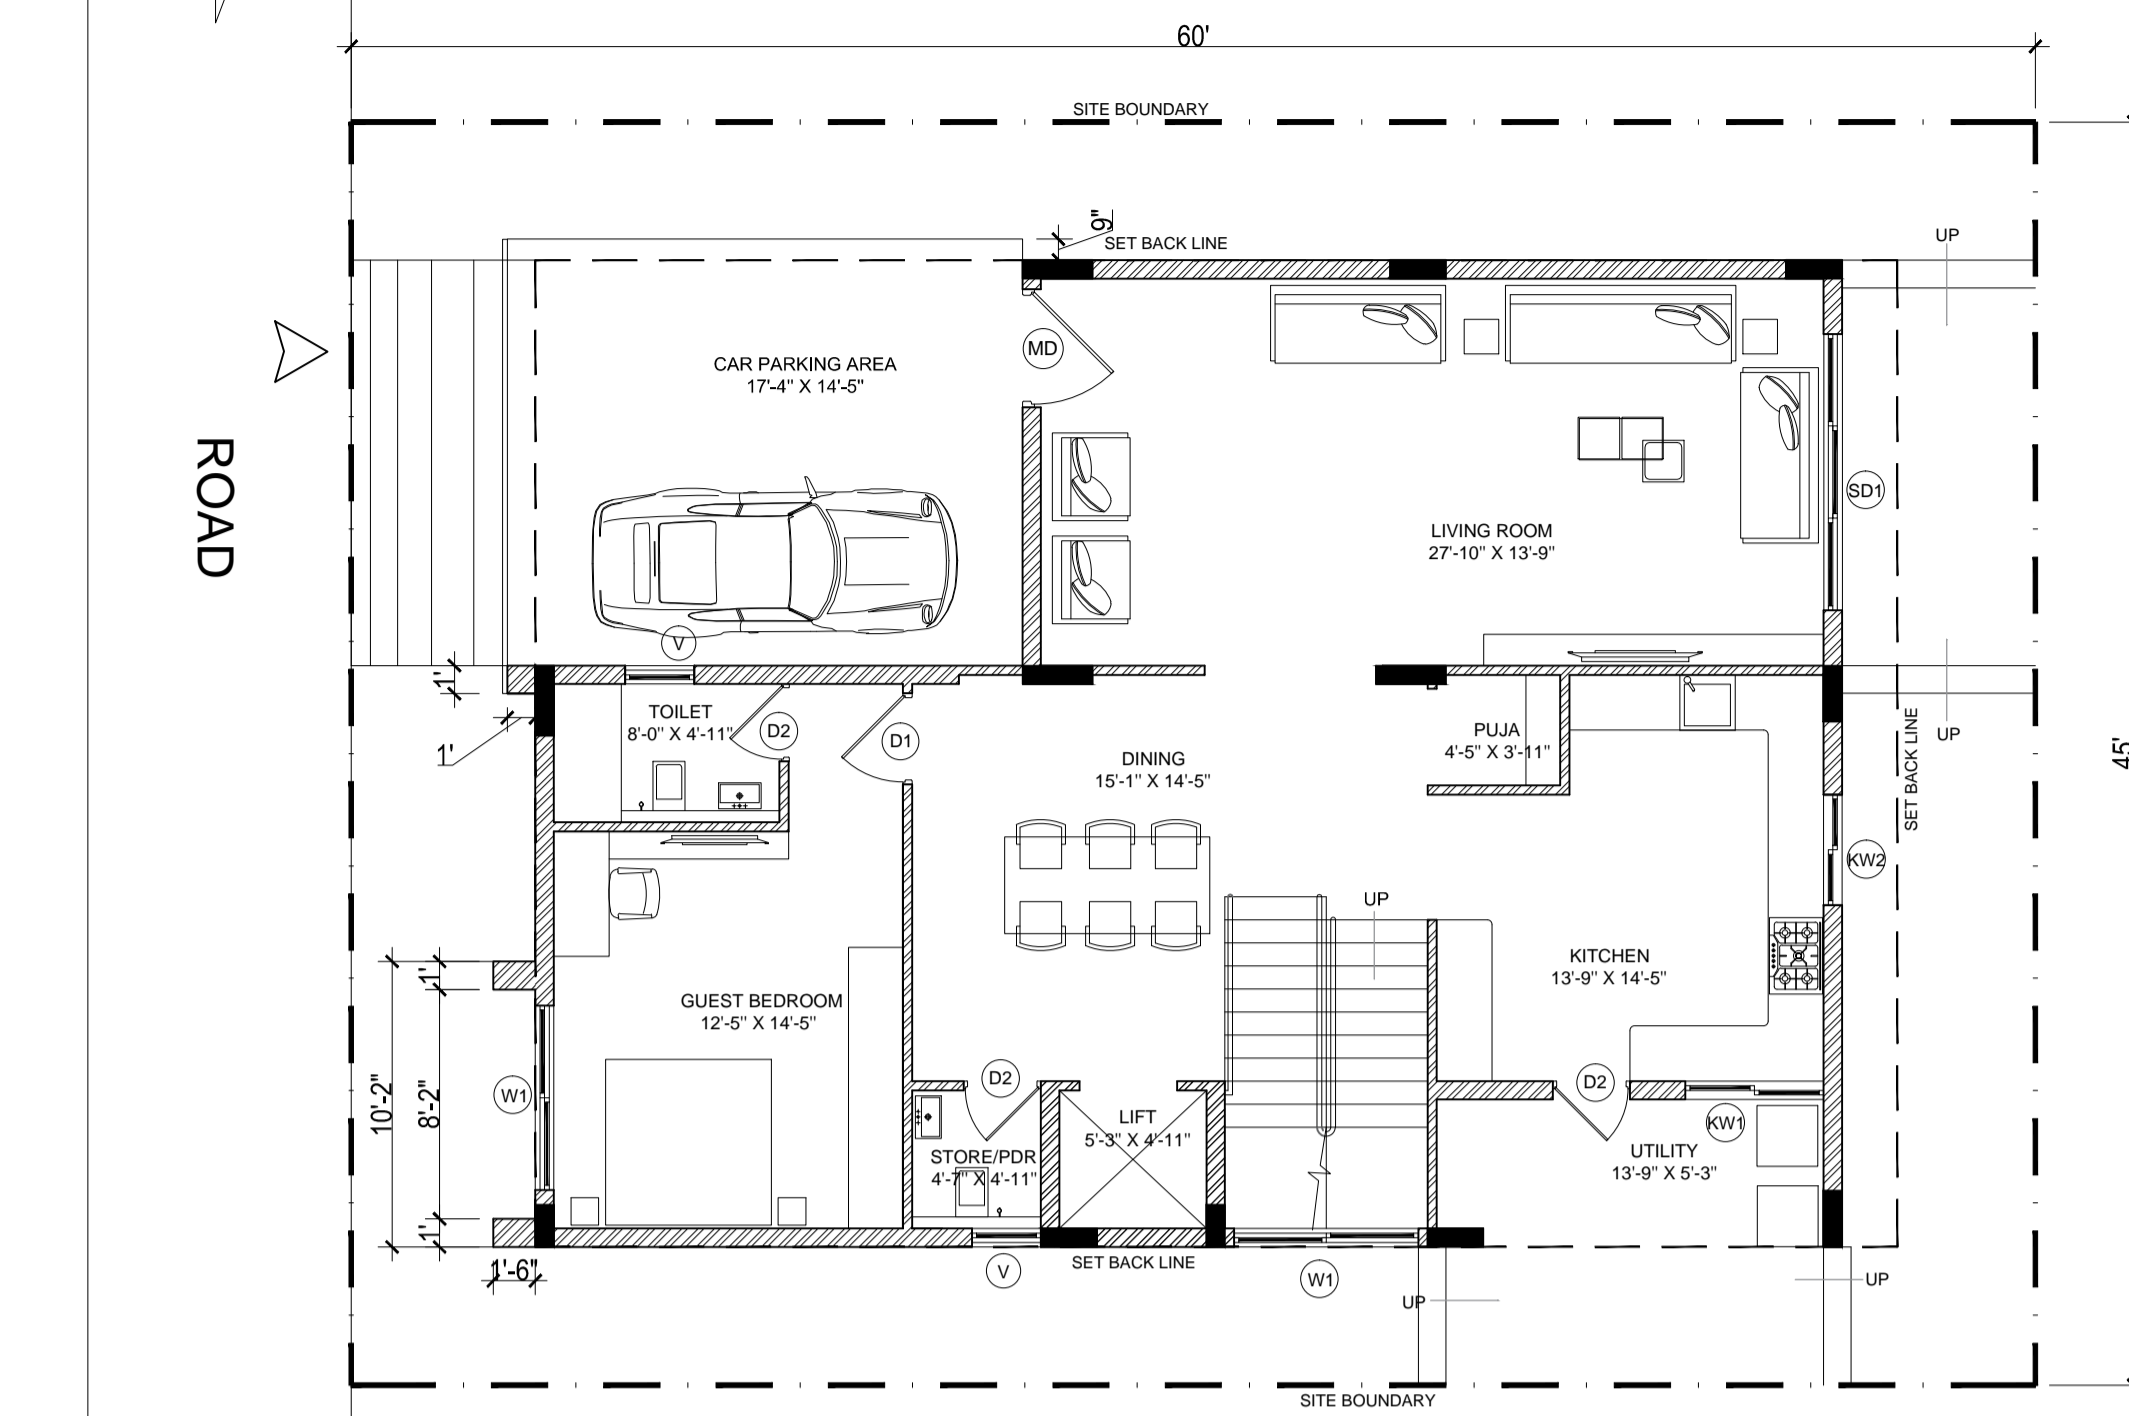 60'
SITE BOUNDARY
9"
SET BACK LINE
UP
MD
CAR PARKING AREA
17'-4" X 14'-5"
ROAD
SD1
LIVING ROOM
27'-10" X 13'-9"
V
1'
1'
TOILET
8'-0" X 4'-11"
D2
D1
DINING
15'-1" X 14'-5"
PUJA
4'-5" X 3'-11"
UP
SET BACK LINE
45'
KW2
UP
KITCHEN
13'-9" X 14'-5"
GUEST BEDROOM
12'-5" X 14'-5"
1'
10'-2"
8'-2"
1'
W1
D2
D2
LIFT
5'-3" X 4'-11"
KW1
STORE/PDR
4'-7" X 4'-11"
UTILITY
13'-9" X 5'-3"
1'-6"
V
SET BACK LINE
W1
UP
UP
SITE BOUNDARY